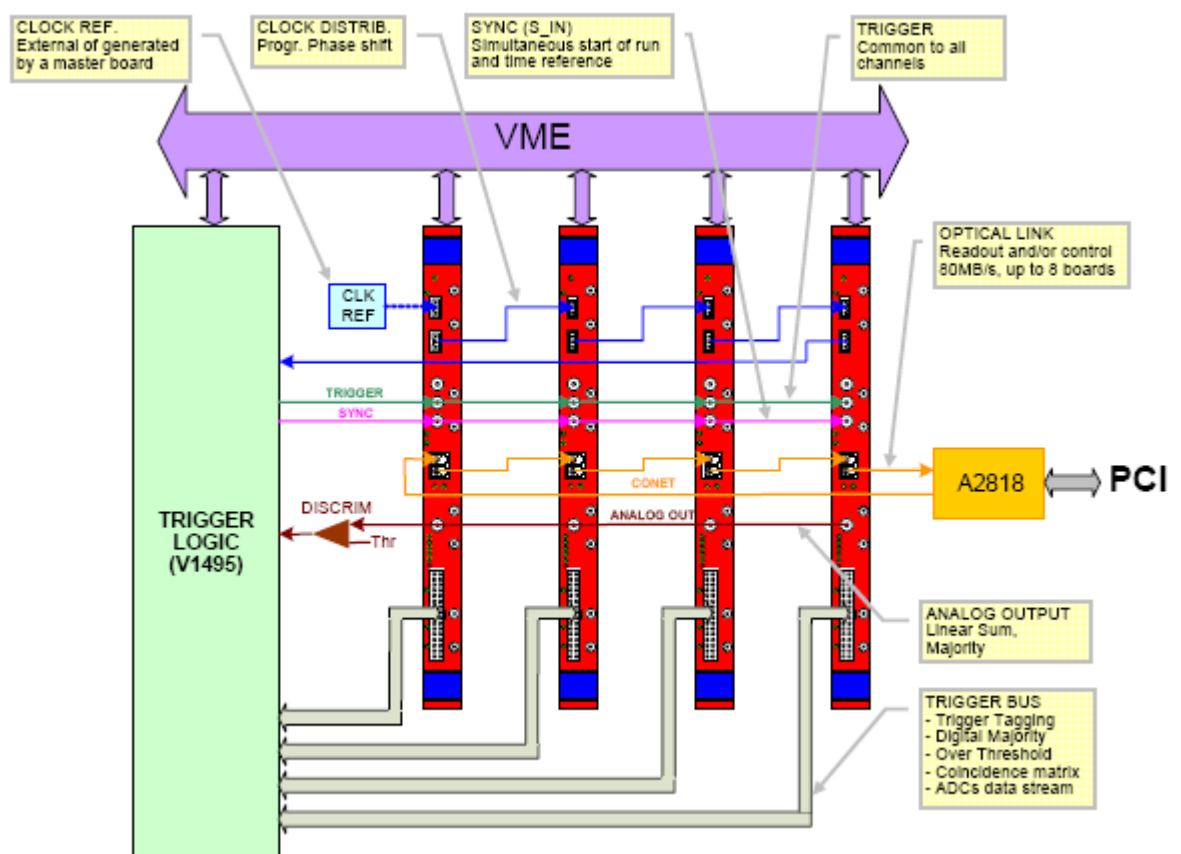 CLOCK REF.
External of generated
by a master board
CLOCK DISTRIB.
Progr. Phase shift
SYNC (S_IN)
Simultaneous start of run
and time reference
TRIGGER
Common to all
channels
VME
OPTICAL LINK
Readout and/or control
80MB/s, up to 8 boards
CLK
REF
TRIGGER
SYNC
CONET
A2818
PCI
DISCRIM
ANALOG OUT
Thr
TRIGGER
LOGIC
(V1495)
ANALOG OUTPUT
Linear Sum,
Majority
TRIGGER BUS
- Trigger Tagging
- Digital Majority
- Over Threshold
- Coincidence matrix
- ADCs data stream